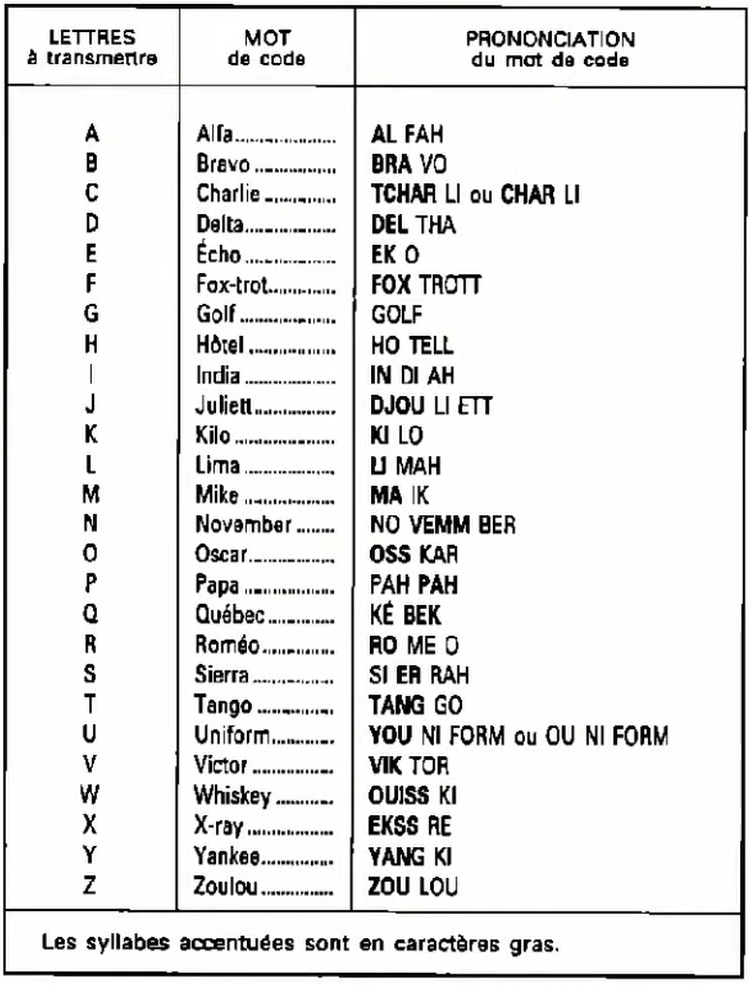 LETTRES MOT PRONONCIATION
à transmettre de code du mot de code
A Alfa.................... AL FAH
B Bravo ................. BRA VO
C Charlie .............. TCHAR LI ou CHAR LI
D Delta.................. DEL THA
E Écho .................. EK O
F Fox-trot.............. FOX TROTT
G Golf .................... GOLF
H Hôtel ................. HO TELL
I India .................. IN DI AH
J Juliett................. DJOU LI ETT
K Kilo .................... KI LO
L Lima ................... LI MAH
M Mike .................. MA IK
N November ........ NO VEMM BER
O Oscar................. OSS KAR
P Papa .................. PAH PAH
Q Québec.............. KÉ BEK
R Roméo............... RO ME O
S Sierra ................ SI ER RAH
T Tango ............... TANG GO
U Uniform............. YOU NI FORM ou OU NI FORM
V Victor ................ VIK TOR
W Whiskey ............ OUISS KI
X X-ray .................. EKSS RE
Y Yankee............... YANG KI
Z Zoulou ............... ZOU LOU
Les syllabes accentuées sont en caractères gras.